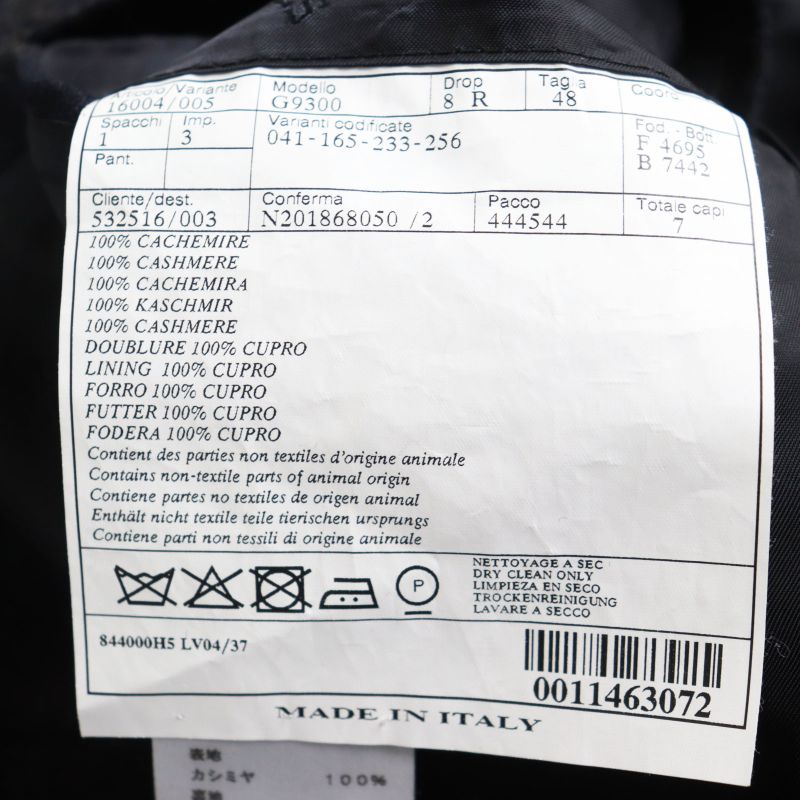 Articolo/Variante Modello Drop Taglia
16004/005 G9300 8 R 48
Spacchi Imp. Varianti codificate Fod. - Bott.
1 3 041-165-233-256 F 4695
Pant. B 7442
Cliente/dest. Conferma Pacco Totale capi
532516/003 N201868050 /2 444544 7
100% CACHEMIRE
100% CASHMERE
100% CACHEMIRA
100% KASCHMIR
100% CASHMERE
DOUBLURE 100% CUPRO
LINING 100% CUPRO
FORRO 100% CUPRO
FUTTER 100% CUPRO
FODERA 100% CUPRO
Contient des parties non textiles d'origine animale
Contains non-textile parts of animal origin
Contiene partes no textiles de origen animal
Enthält nicht textile teile tierischen ursprungs
Contiene parti non tessili di origine animale
P
NETTOYAGE A SEC
DRY CLEAN ONLY
LIMPIEZA EN SECO
TROCKENREINIGUNG
LAVARE A SECCO
844000H5 LV04/37
0011463072
MADE IN ITALY
表地
カシミヤ 100%
裏地